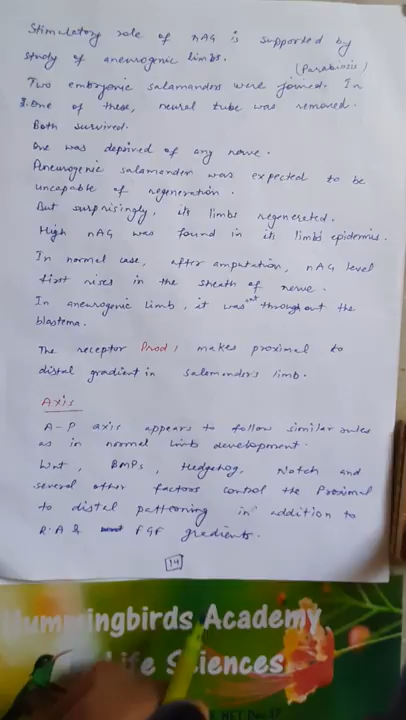 Stimulatory role of nAG is supported by
study of aneurogenic limbs.
(Parabiosis)
Two embryonic salamanders were joined. In
one of these, neural tube was removed.
Both survived.
One was deprived of any nerve.
Aneurogenic salamander was expected to be
uncapable of regeneration.
But surprisingly, its limbs regenerated.
High nAG was found in its limbs epidermis.
In normal case, after amputation, nAG level
first rises in the sheath of nerve.
In aneurogenic limb, it was throughout the
blastema.
The receptor Prod 1 makes proximal to
distal gradient in salamander's limb.
Axis
A-P axis appears to follow similar rules
as in normal limb development.
Wnt, BMPs, Hedgehog, Notch and
several other factors control the Proximal
to distal patterning in addition to
R.A & FGF gradients.
14
Hummingbirds Academy
Life Sciences